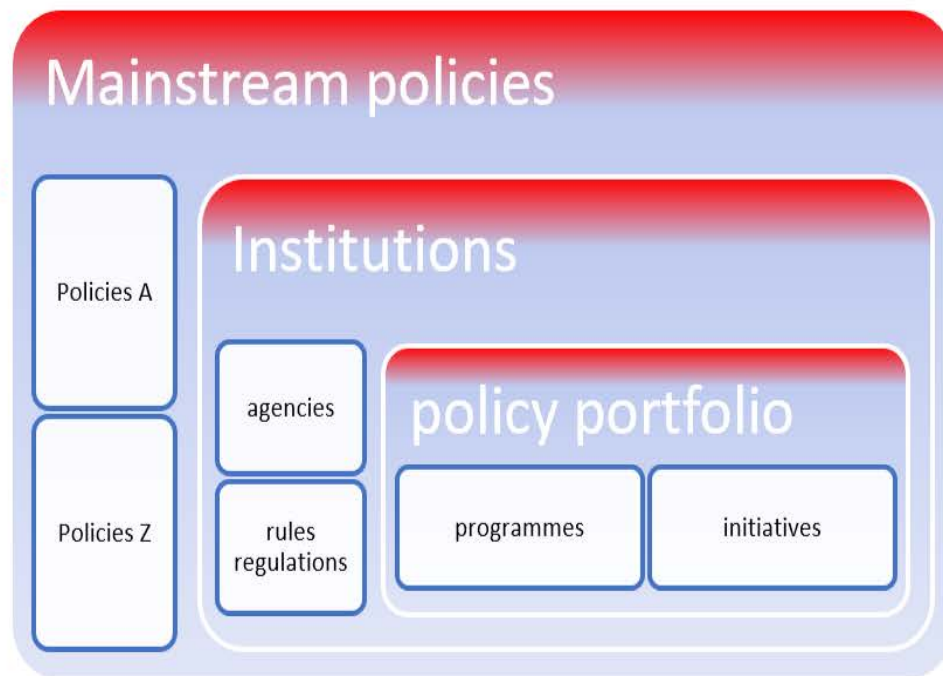 Mainstream policies
Policies A
Policies Z
Institutions
agencies
rules
regulations
policy portfolio
programmes
initiatives